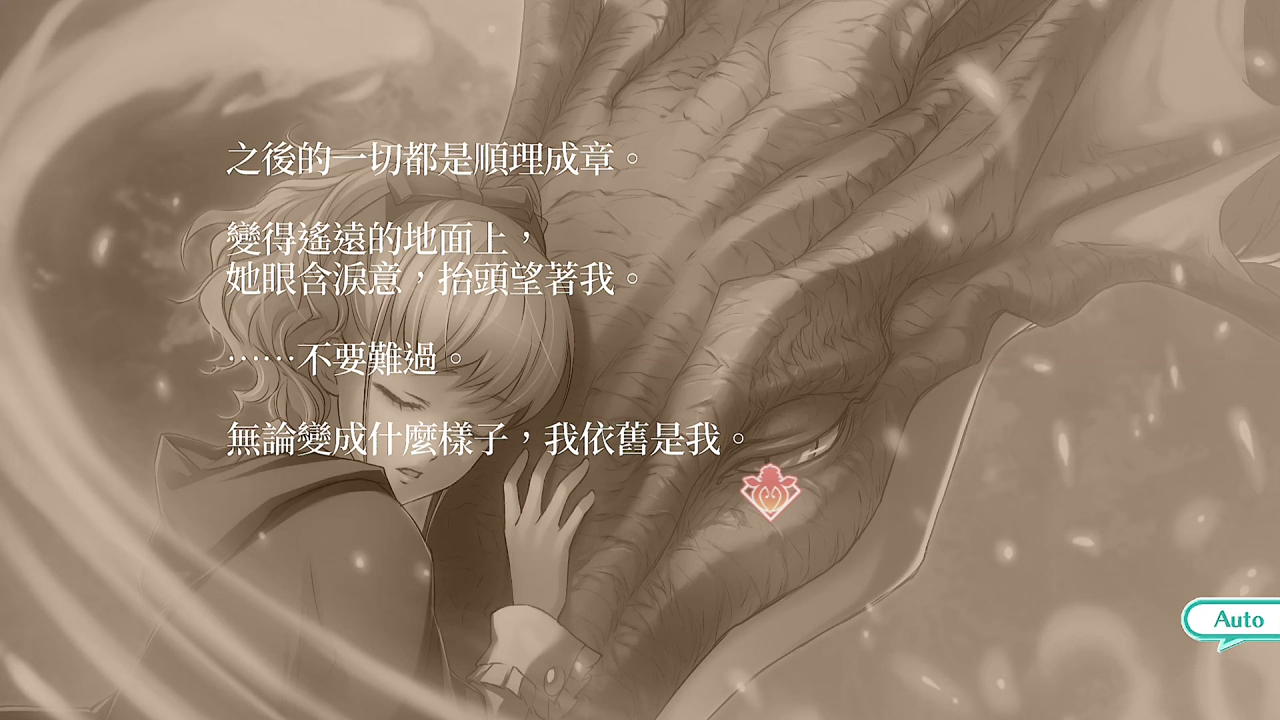 之後的一切都是順理成章。
變得遙遠的地面上，
她眼含淚意，抬頭望著我。
……不要難過。
無論變成什麼樣子，我依舊是我。
Auto